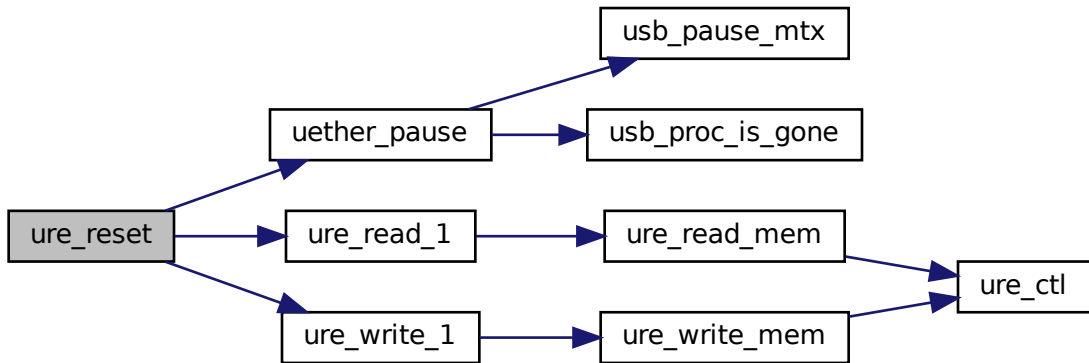 usb_pause_mtx
uether_pause
usb_proc_is_gone
ure_reset
ure_read_1
ure_read_mem
ure_ctl
ure_write_1
ure_write_mem